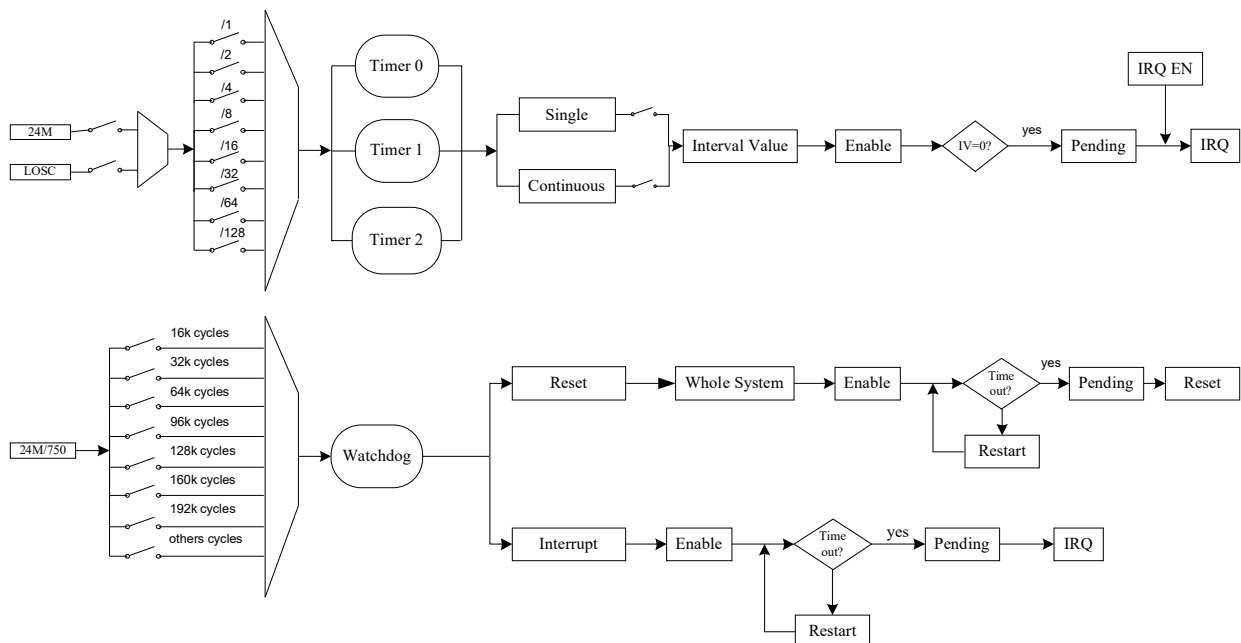 /1
/2
/4
/8
/16
/32
/64
/128
24M
LOSC
Timer 0
Timer 1
Timer 2
Single
Continuous
Interval Value
Enable
IV=0?
yes
Pending
IRQ EN
IRQ
24M/750
16k cycles
32k cycles
64k cycles
96k cycles
128k cycles
160k cycles
192k cycles
others cycles
Watchdog
Reset
Whole System
Enable
Time
out?
yes
Pending
Reset
Restart
Interrupt
Enable
Time
out?
yes
Pending
IRQ
Restart